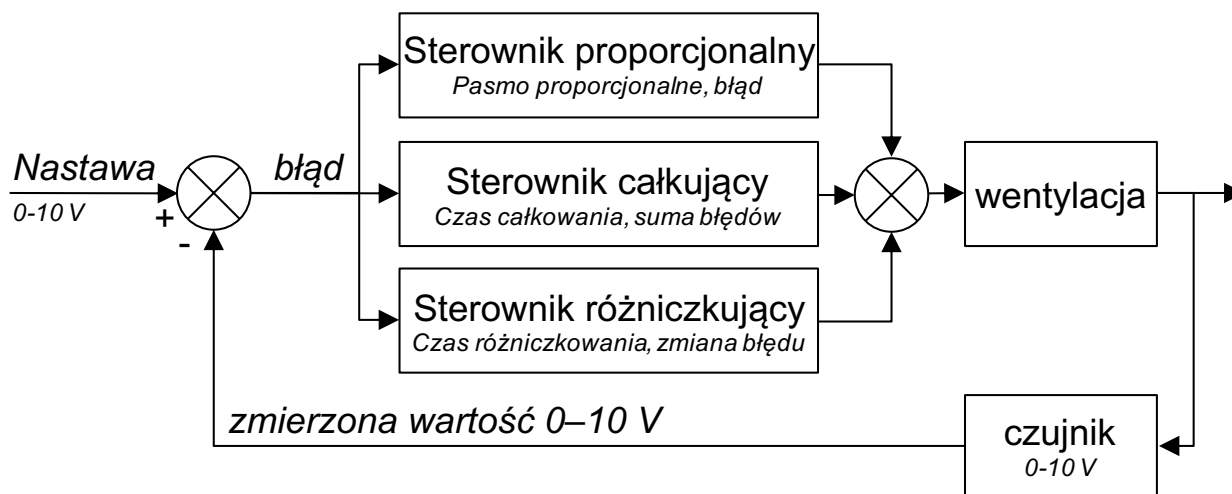 Sterownik proporcjonalny
Pasmo proporcjonalne, błąd
Nastawa
0-10 V
+
-
błąd
Sterownik całkujący
Czas całkowania, suma błędów
wentylacja
Sterownik różniczkujący
Czas różniczkowania, zmiana błędu
zmierzona wartość 0–10 V
czujnik
0-10 V